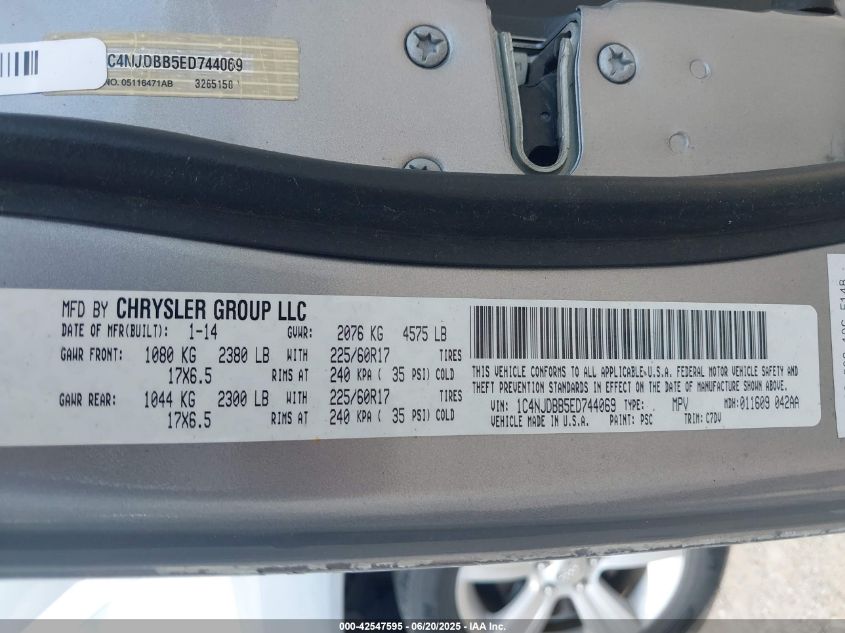 C4NJDBB5ED744069
NO. 05116471AB 3265150
MFD BY CHRYSLER GROUP LLC
DATE OF MFR(BUILT): 1-14 GVWR: 2076 KG 4575 LB
GAWR FRONT: 1080 KG 2380 LB WITH 225/60R17 TIRES
17X6.5 RIMS AT 240 KPA ( 35 PSI) COLD
GAWR REAR: 1044 KG 2300 LB WITH 225/60R17 TIRES
17X6.5 RIMS AT 240 KPA ( 35 PSI) COLD
THIS VEHICLE CONFORMS TO ALL APPLICABLE U.S.A. FEDERAL MOTOR VEHICLE SAFETY AND
THEFT PREVENTION STANDARDS IN EFFECT ON THE DATE OF MANUFACTURE SHOWN ABOVE.
VIN: 1C4NJDBB5ED744069 TYPE: MPV MDH: 011609 042AA
VEHICLE MADE IN U.S.A. PAINT: PSC TRIM: C7DV
000-42547595 - 06/20/2025 - IAA Inc.